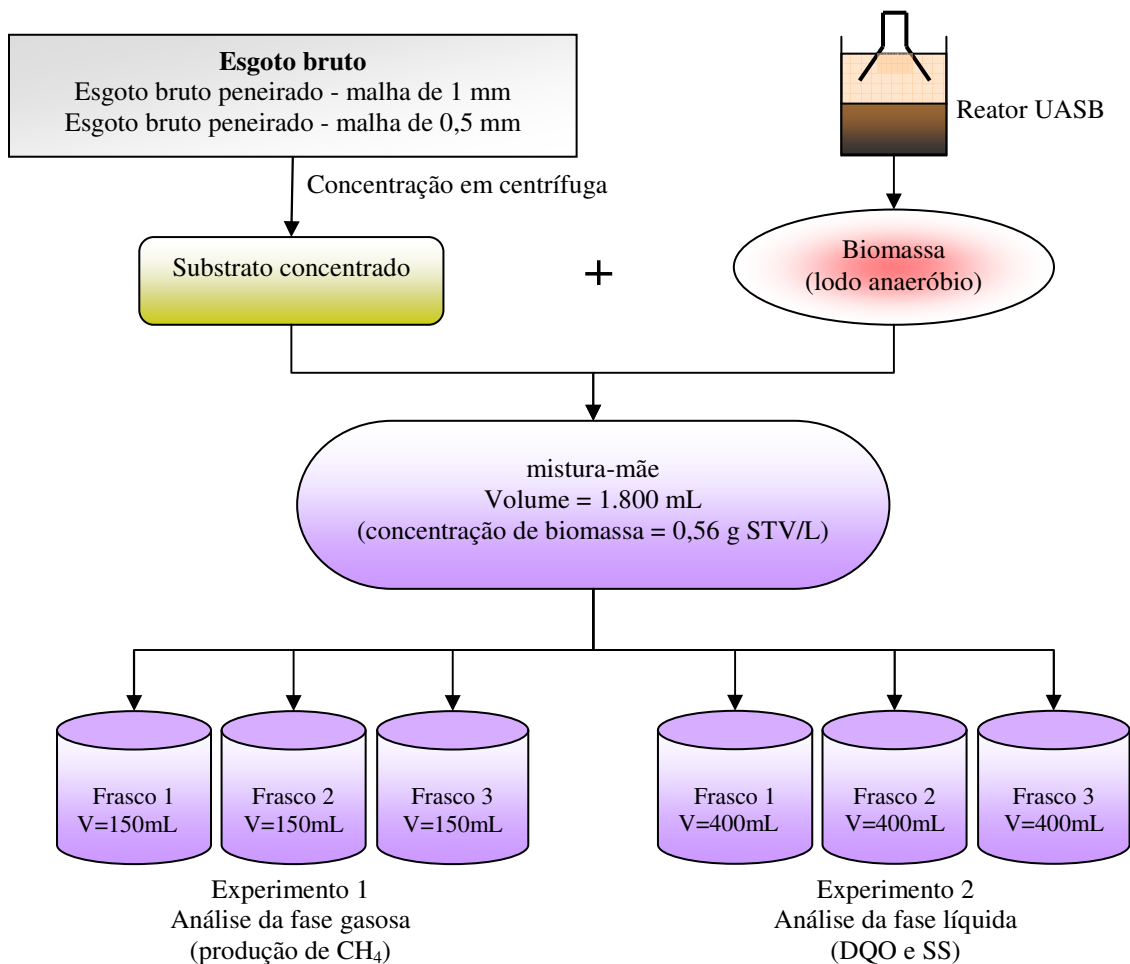 Esgoto bruto
Esgoto bruto peneirado - malha de 1 mm
Esgoto bruto peneirado - malha de 0,5 mm
Reator UASB
Concentração em centrífuga
Substrato concentrado
+
Biomassa
(lodo anaeróbio)
mistura-mãe
Volume = 1.800 mL
(concentração de biomassa = 0,56 g STV/L)
Frasco 1
V=150mL
Frasco 2
V=150mL
Frasco 3
V=150mL
Frasco 1
V=400mL
Frasco 2
V=400mL
Frasco 3
V=400mL
Experimento 1
Análise da fase gasosa
(produção de CH₄)
Experimento 2
Análise da fase líquida
(DQO e SS)